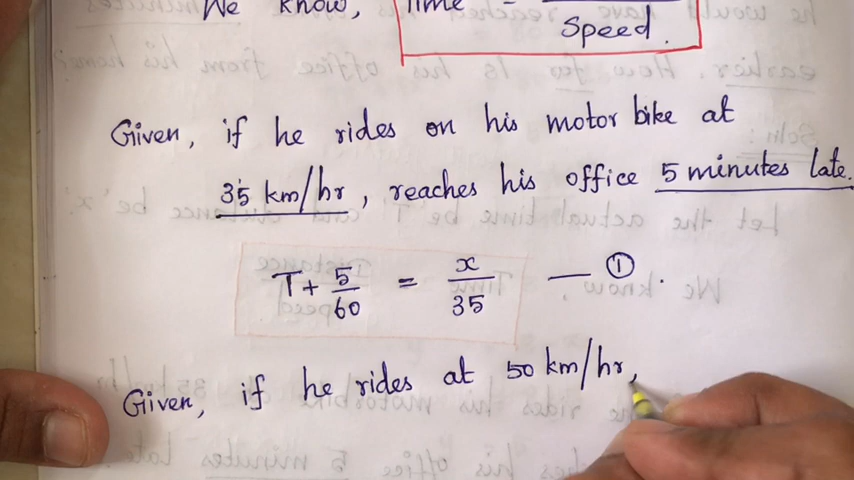 We know, Time =
Speed.
Given, if he rides on his motor bike at
35 km/hr, reaches his office 5 minutes late.
T + 5/60 = x/35 — ①.
Given, if he rides at 50 km/hr,